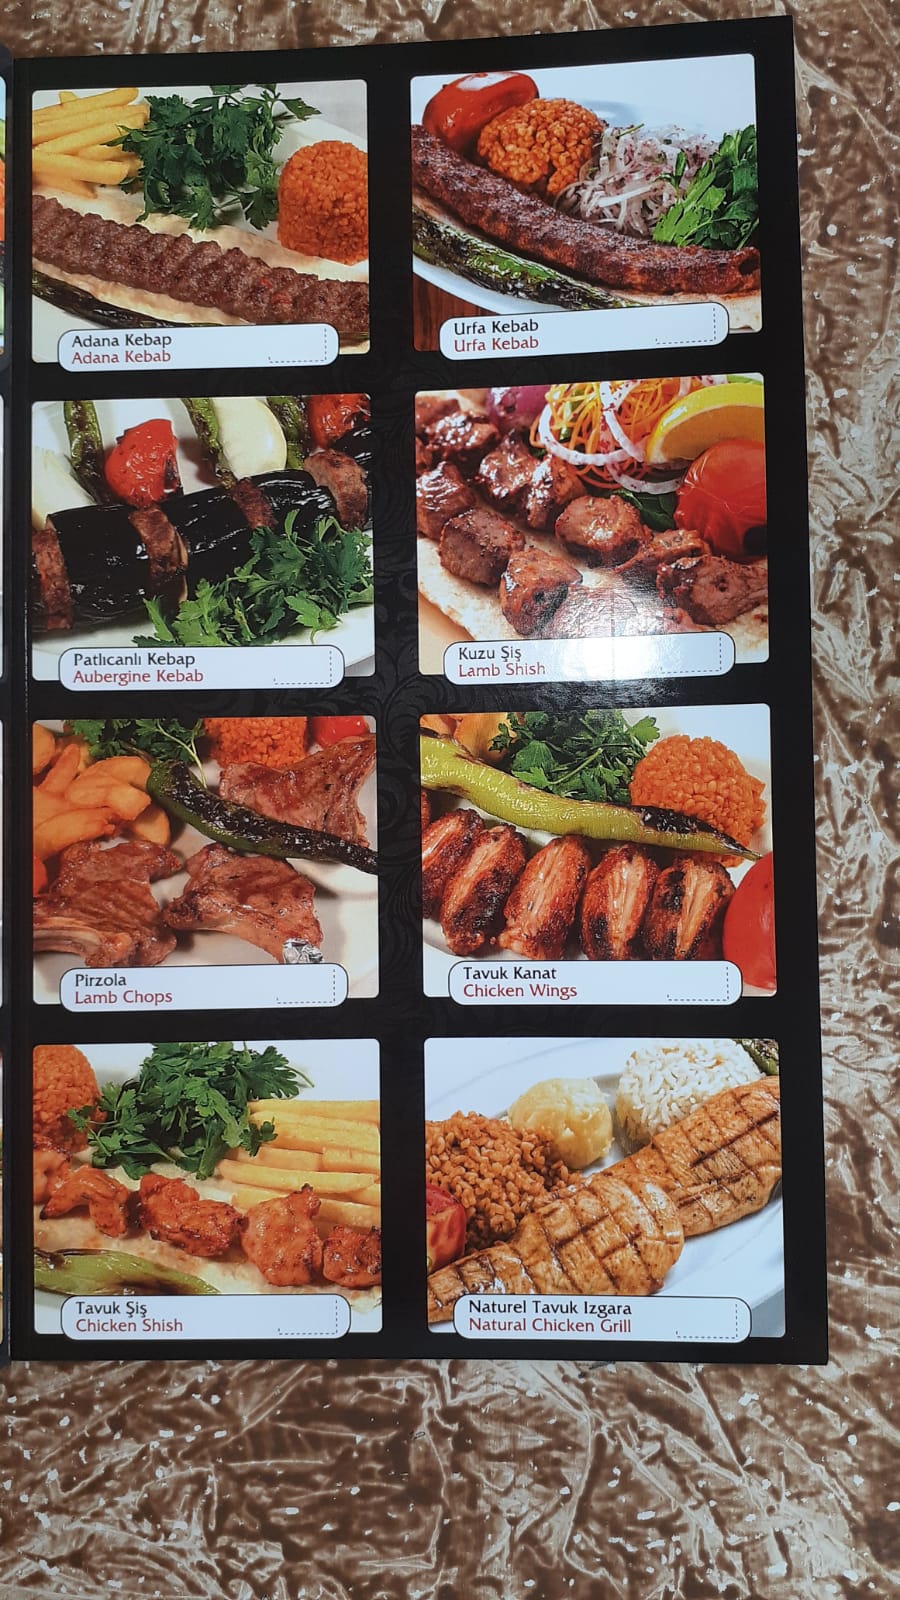 Adana Kebap
Adana Kebab
Urfa Kebab
Urfa Kebab
Patlıcanlı Kebap
Aubergine Kebab
Kuzu Şiş
Lamb Shish
Pirzola
Lamb Chops
Tavuk Kanat
Chicken Wings
Tavuk Şiş
Chicken Shish
Naturel Tavuk Izgara
Natural Chicken Grill